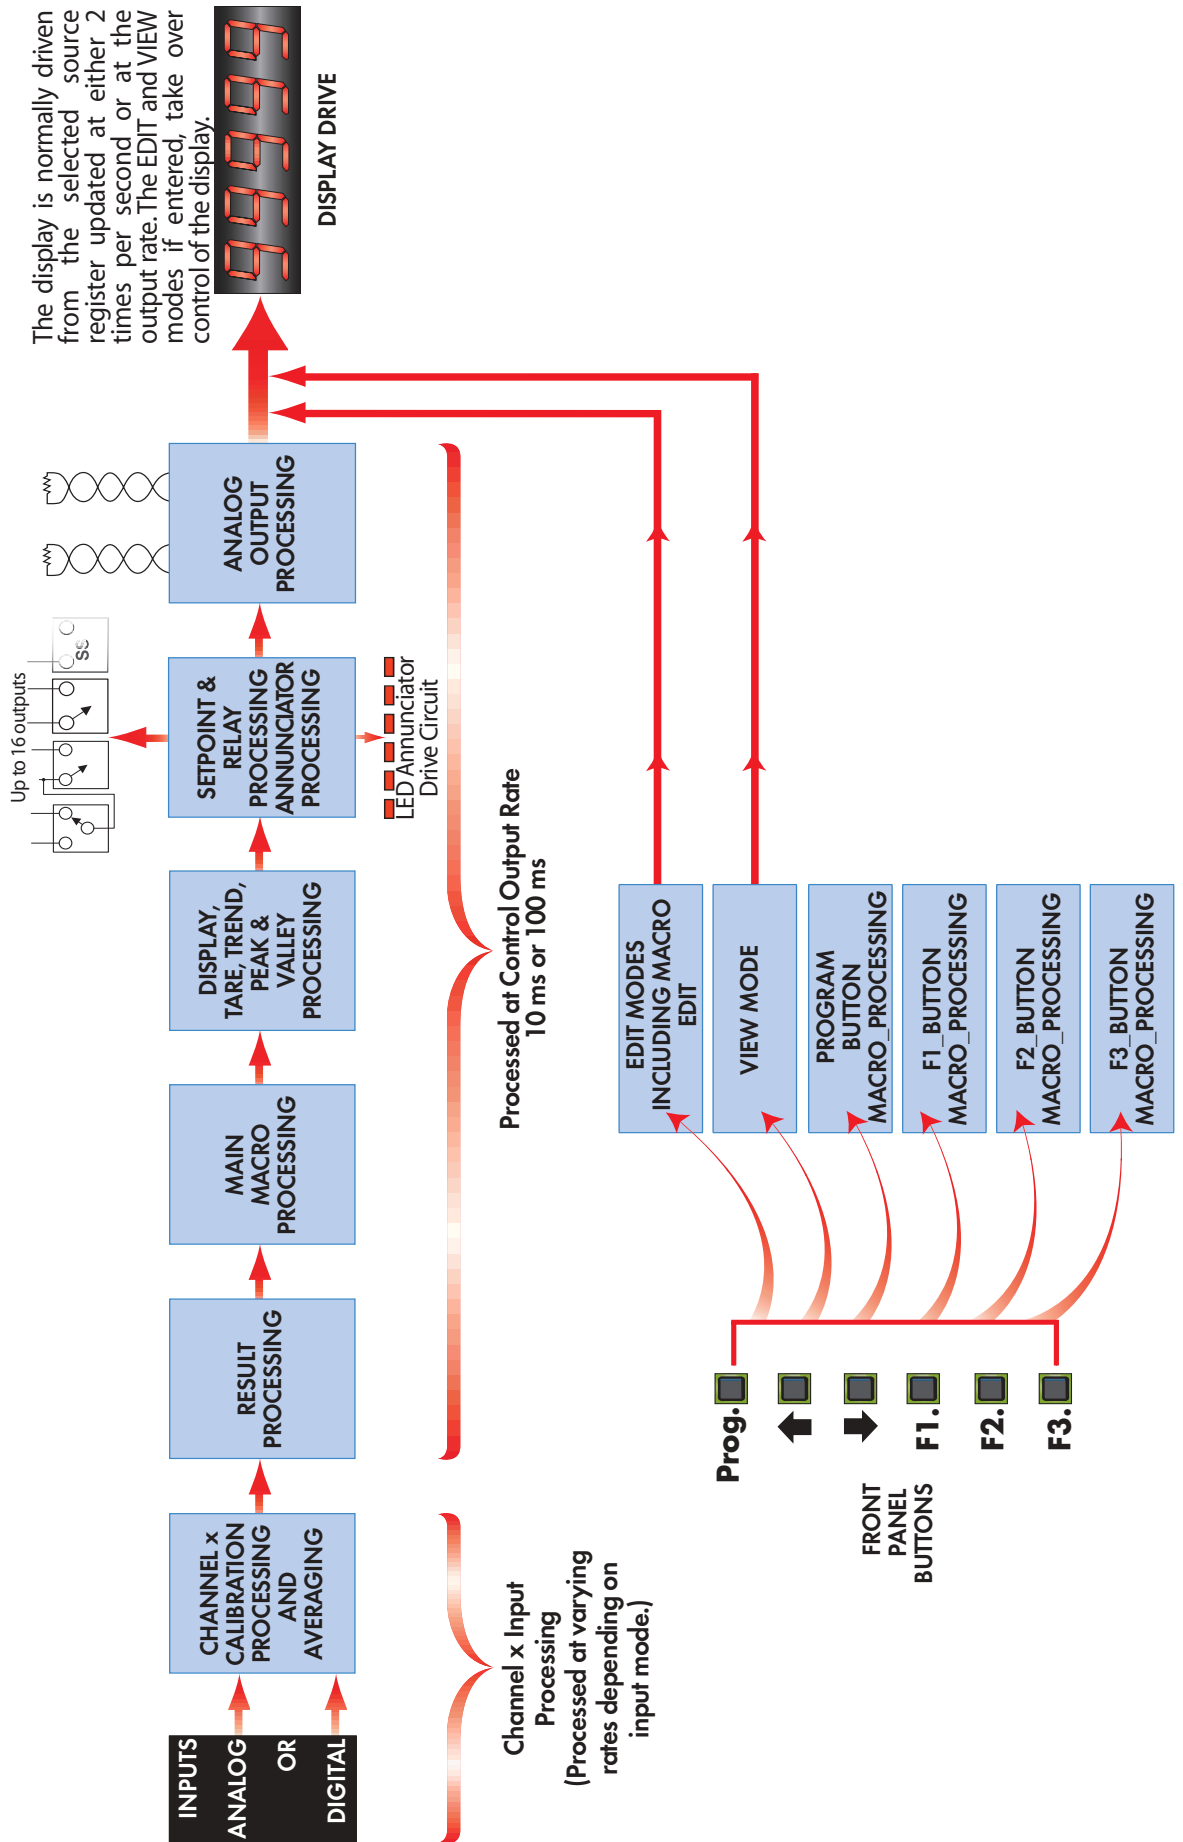 The display is normally driven
from the selected source
register updated at either 2
times per second or at the
output rate. The EDIT and VIEW
modes if entered, take over
control of the display.
INPUTS
ANALOG
OR
DIGITAL
CHANNEL x
CALIBRATION
PROCESSING
AND
AVERAGING
RESULT
PROCESSING
MAIN
MACRO
PROCESSING
DISPLAY,
TARE, TREND,
PEAK &
VALLEY
PROCESSING
Up to 16 outputs
SS
SETPOINT &
RELAY
PROCESSING
ANNUNCIATOR
PROCESSING
LED Annunciator
Drive Circuit
ANALOG
OUTPUT
PROCESSING
DISPLAY DRIVE
Channel x Input
Processing
(Processed at varying
rates depending on
input mode.)
Processed at Control Output Rate
10 ms or 100 ms
FRONT
PANEL
BUTTONS
Prog.
F1.
F2.
F3.
EDIT MODES
INCLUDING MACRO
EDIT
VIEW MODE
PROGRAM
BUTTON
MACRO_PROCESSING
F1_BUTTON
MACRO_PROCESSING
F2_BUTTON
MACRO_PROCESSING
F3_BUTTON
MACRO_PROCESSING